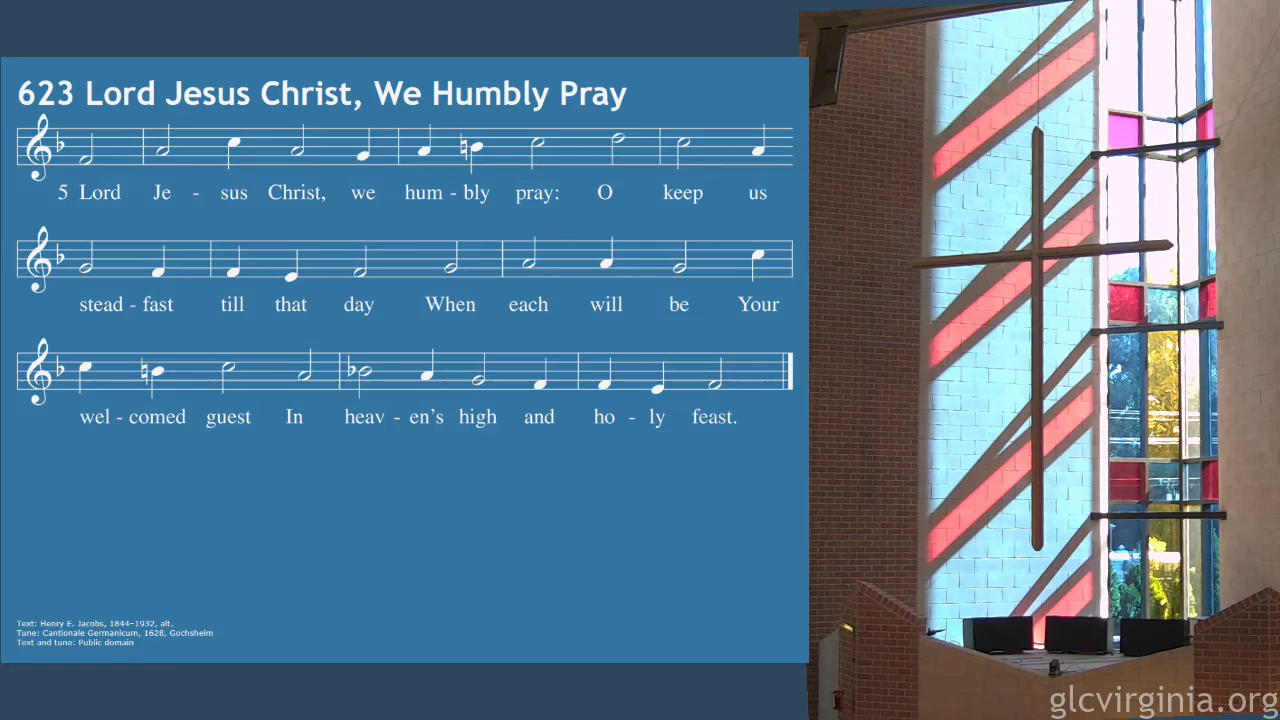 623 Lord Jesus Christ, We Humbly Pray
5 Lord Je - sus Christ, we hum - bly pray: O keep us
stead - fast till that day When each will be Your
wel - comed guest In heav - en's high and ho - ly feast.
Text: Henry E. Jacobs, 1844–1932, alt.
Tune: Cantionale Germanicum, 1628, Gochsheim
Text and tune: Public domain
glcvirginia.org